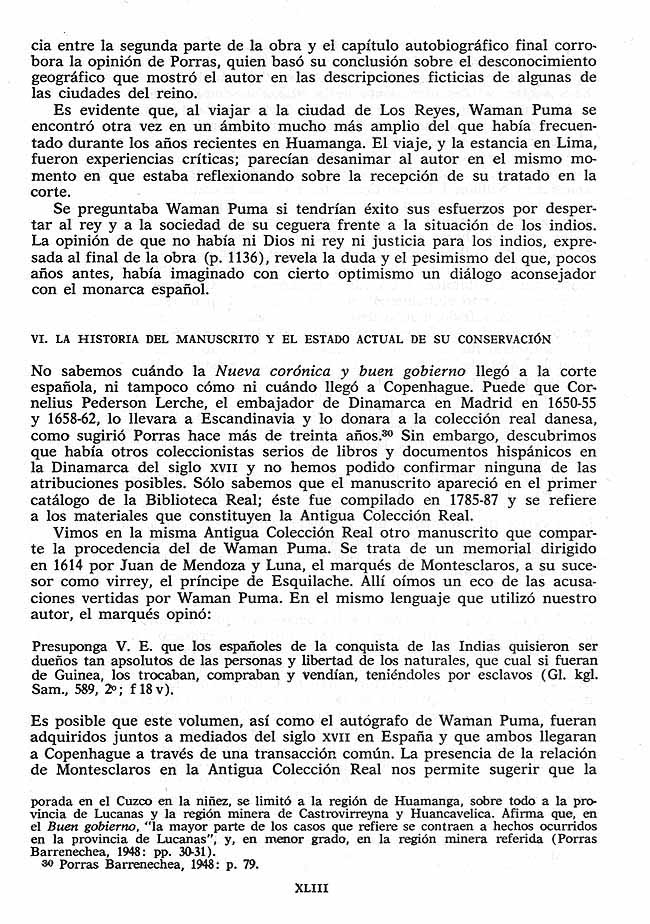 cia entre la segunda parte de la obra y el capítulo autobiográfico final corro-
bora la opinión de Porras, quien basó su conclusión sobre el desconocimiento
geográfico que mostró el autor en las descripciones ficticias de algunas de
las ciudades del reino.
Es evidente que, al viajar a la ciudad de Los Reyes, Waman Puma se
encontró otra vez en un ámbito mucho más amplio del que había frecuen-
tado durante los años recientes en Huamanga. El viaje, y la estancia en Lima,
fueron experiencias críticas; parecían desanimar al autor en el mismo mo-
mento en que estaba reflexionando sobre la recepción de su tratado en la
corte.
Se preguntaba Waman Puma si tendrían éxito sus esfuerzos por desper-
tar al rey y a la sociedad de su ceguera frente a la situación de los indios.
La opinión de que no había ni Dios ni rey ni justicia para los indios, expre-
sada al final de la obra (p. 1136), revela la duda y el pesimismo del que, pocos
años antes, había imaginado con cierto optimismo un diálogo aconsejador
con el monarca español.
VI. LA HISTORIA DEL MANUSCRITO Y EL ESTADO ACTUAL DE SU CONSERVACIÓN
No sabemos cuándo la Nueva corónica y buen gobierno llegó a la corte
española, ni tampoco cómo ni cuándo llegó a Copenhague. Puede que Cor-
nelius Pederson Lerche, el embajador de Dinamarca en Madrid en 1650-55
y 1658-62, lo llevara a Escandinavia y lo donara a la colección real danesa,
como sugirió Porras hace más de treinta años.³⁰ Sin embargo, descubrimos
que había otros coleccionistas serios de libros y documentos hispánicos en
la Dinamarca del siglo XVII y no hemos podido confirmar ninguna de las
atribuciones posibles. Sólo sabemos que el manuscrito apareció en el primer
catálogo de la Biblioteca Real; éste fue compilado en 1785-87 y se refiere
a los materiales que constituyen la Antigua Colección Real.
Vimos en la misma Antigua Colección Real otro manuscrito que compar-
te la procedencia del de Waman Puma. Se trata de un memorial dirigido
en 1614 por Juan de Mendoza y Luna, el marqués de Montesclaros, a su suce-
sor como virrey, el príncipe de Esquilache. Allí oímos un eco de las acusa-
ciones vertidas por Waman Puma. En el mismo lenguaje que utilizó nuestro
autor, el marqués opinó:
Presuponga V. E. que los españoles de la conquista de las Indias quisieron ser
dueños tan apsolutos de las personas y libertad de los naturales, que cual si fueran
de Guinea, los trocaban, compraban y vendían, teniéndoles por esclavos (Gl. kgl.
Sam., 589, 2º; f 18 v).
Es posible que este volumen, así como el autógrafo de Waman Puma, fueran
adquiridos juntos a mediados del siglo XVII en España y que ambos llegaran
a Copenhague a través de una transacción común. La presencia de la relación
de Montesclaros en la Antigua Colección Real nos permite sugerir que la
porada en el Cuzco en la niñez, se limitó a la región de Huamanga, sobre todo a la pro-
vincia de Lucanas y la región minera de Castrovirreyna y Huancavelica. Afirma que, en
el Buen gobierno, "la mayor parte de los casos que refiere se contraen a hechos ocurridos
en la provincia de Lucanas", y, en menor grado, en la región minera referida (Porras
Barrenechea, 1948: pp. 30-31).
³⁰ Porras Barrenechea, 1948: p. 79.
XLIII